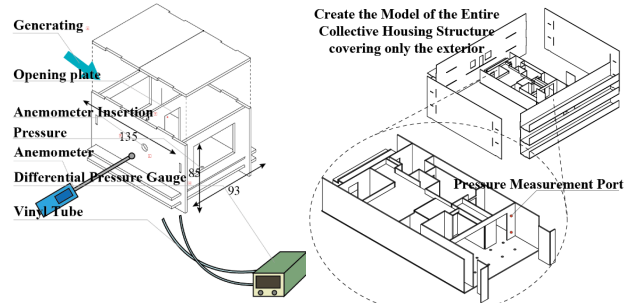 Generating
Opening plate
Anemometer Insertion
Pressure
135
Anemometer
85
Differential Pressure Gauge
93
Vinyl Tube
Create the Model of the Entire
Collective Housing Structure
covering only the exterior
Pressure Measurement Port